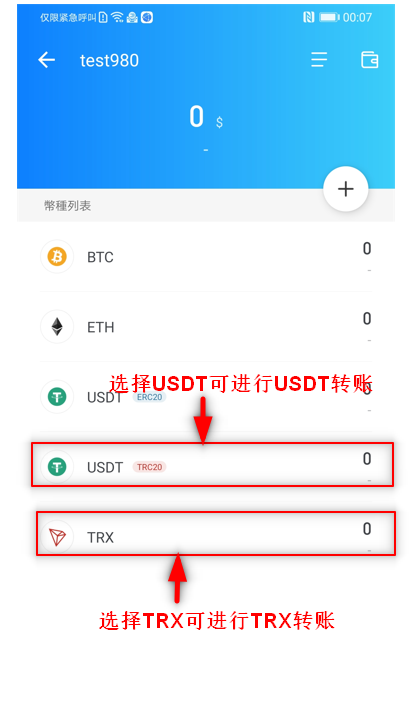 仅限紧急呼叫 00:07
test980
0 $
-
幣種列表
BTC 0
-
ETH 0
-
选择USDT可进行USDT转账
USDT ERC20 0
-
USDT TRC20 0
-
TRX 0
-
选择TRX可进行TRX转账